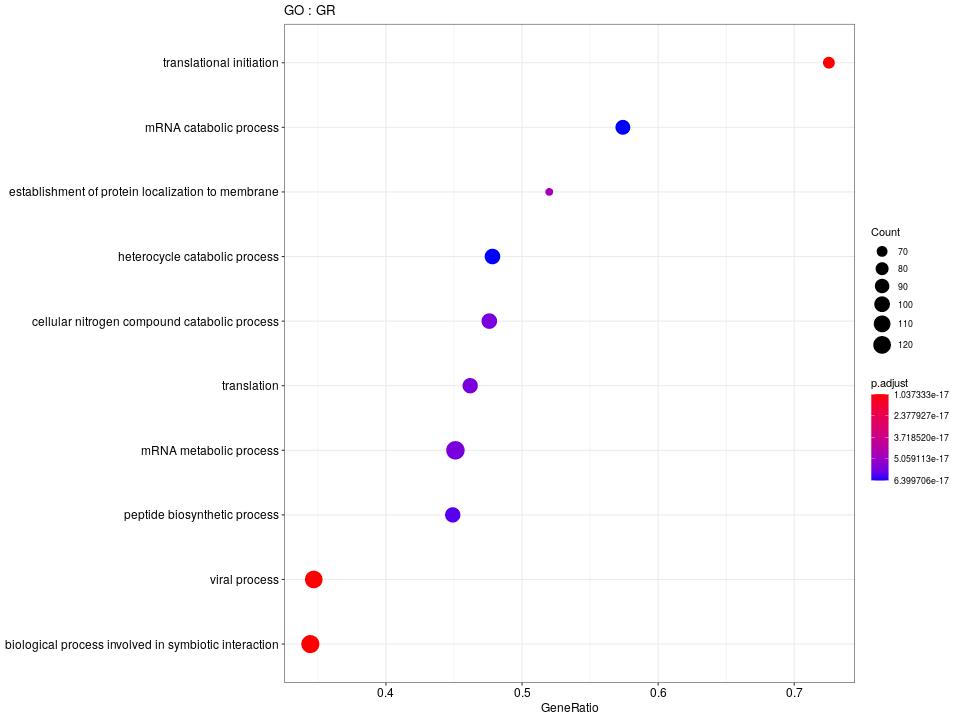 GO : GR
translational initiation
mRNA catabolic process
establishment of protein localization to membrane
heterocycle catabolic process
cellular nitrogen compound catabolic process
translation
mRNA metabolic process
peptide biosynthetic process
viral process
biological process involved in symbiotic interaction
0.4 0.5 0.6 0.7
GeneRatio
Count
70
80
90
100
110
120
p.adjust
1.037333e-17
2.377927e-17
3.718520e-17
5.059113e-17
6.399706e-17